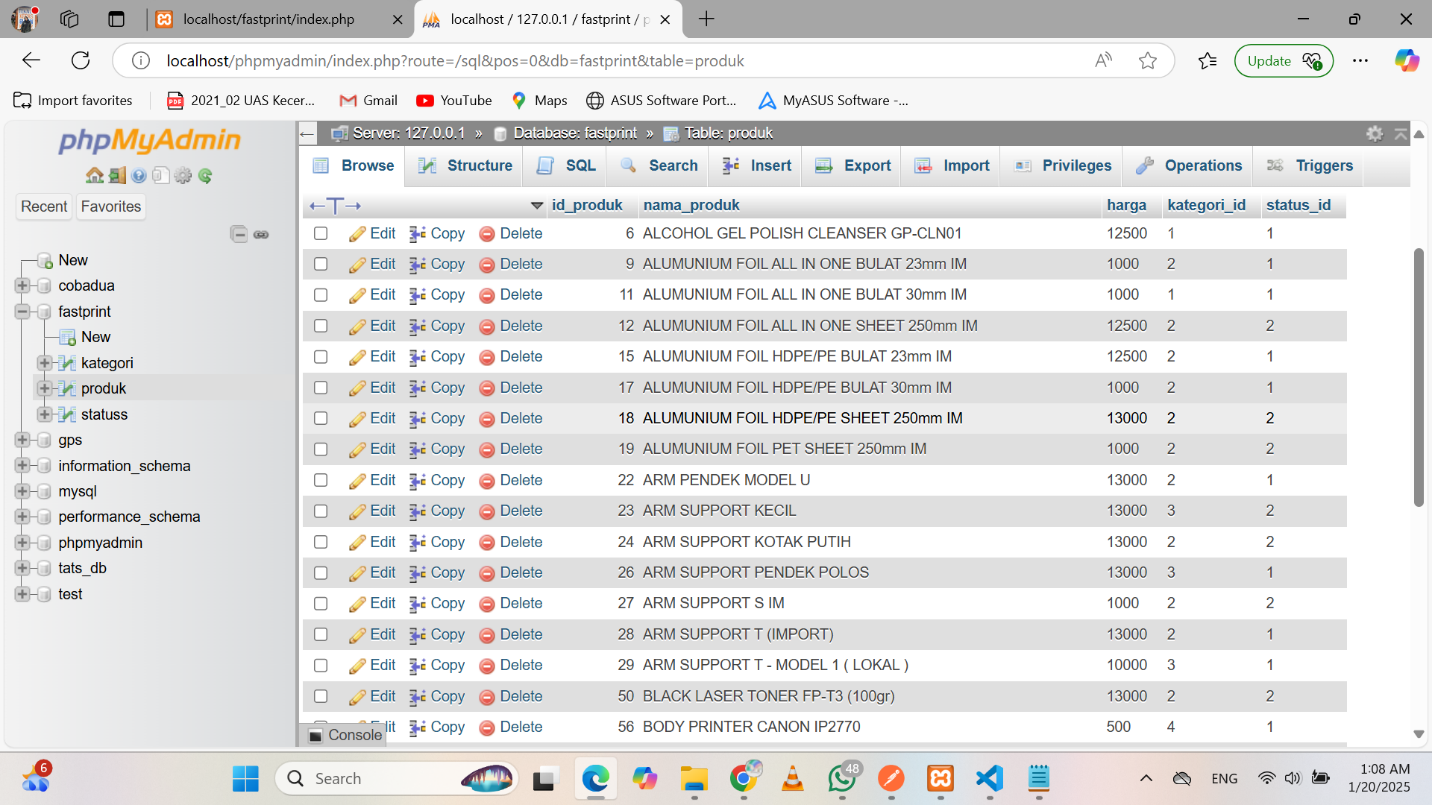 localhost/fastprint/index.php
localhost / 127.0.0.1 / fastprint / p
localhost/phpmyadmin/index.php?route=/sql&pos=0&db=fastprint&table=produk
Update
Import favorites
2021_02 UAS Kecer...
Gmail
YouTube
Maps
ASUS Software Port...
MyASUS Software -...
phpMyAdmin
Recent Favorites
New
cobadua
fastprint
New
kategori
produk
statuss
gps
information_schema
mysql
performance_schema
phpmyadmin
tats_db
test
Server: 127.0.0.1 » Database: fastprint » Table: produk
Browse Structure SQL Search Insert Export Import Privileges Operations Triggers
←T→ id_produk nama_produk harga kategori_id status_id
Edit Copy Delete 6 ALCOHOL GEL POLISH CLEANSER GP-CLN01 12500 1 1
Edit Copy Delete 9 ALUMUNIUM FOIL ALL IN ONE BULAT 23mm IM 1000 2 1
Edit Copy Delete 11 ALUMUNIUM FOIL ALL IN ONE BULAT 30mm IM 1000 1 1
Edit Copy Delete 12 ALUMUNIUM FOIL ALL IN ONE SHEET 250mm IM 12500 2 2
Edit Copy Delete 15 ALUMUNIUM FOIL HDPE/PE BULAT 23mm IM 12500 2 1
Edit Copy Delete 17 ALUMUNIUM FOIL HDPE/PE BULAT 30mm IM 1000 2 1
Edit Copy Delete 18 ALUMUNIUM FOIL HDPE/PE SHEET 250mm IM 13000 2 2
Edit Copy Delete 19 ALUMUNIUM FOIL PET SHEET 250mm IM 1000 2 2
Edit Copy Delete 22 ARM PENDEK MODEL U 13000 2 1
Edit Copy Delete 23 ARM SUPPORT KECIL 13000 3 2
Edit Copy Delete 24 ARM SUPPORT KOTAK PUTIH 13000 2 2
Edit Copy Delete 26 ARM SUPPORT PENDEK POLOS 13000 3 1
Edit Copy Delete 27 ARM SUPPORT S IM 1000 2 2
Edit Copy Delete 28 ARM SUPPORT T (IMPORT) 13000 2 1
Edit Copy Delete 29 ARM SUPPORT T - MODEL 1 ( LOKAL ) 10000 3 1
Edit Copy Delete 50 BLACK LASER TONER FP-T3 (100gr) 13000 2 2
Copy Delete 56 BODY PRINTER CANON IP2770 500 4 1
Console
6
Search
48
ENG
1:08 AM
1/20/2025